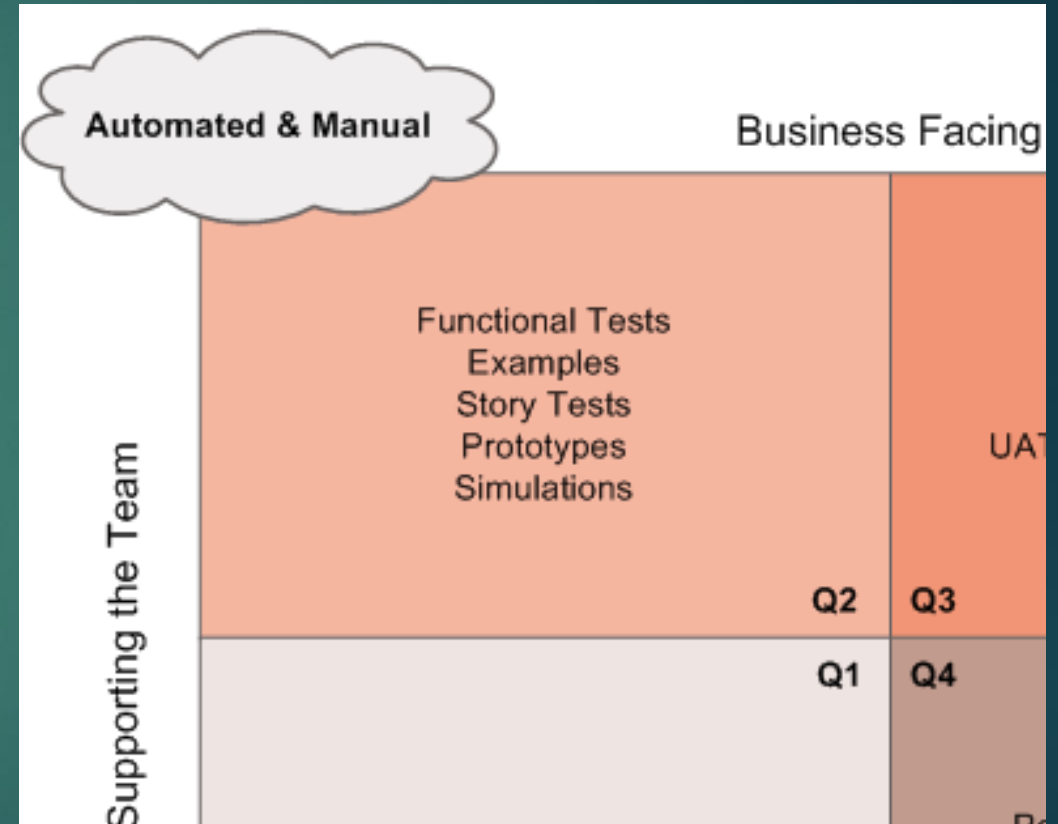 Automated & Manual
Business Facing
Functional Tests
Examples
Story Tests
Prototypes
Simulations
Supporting the Team
Q2
Q3
Q1
Q4